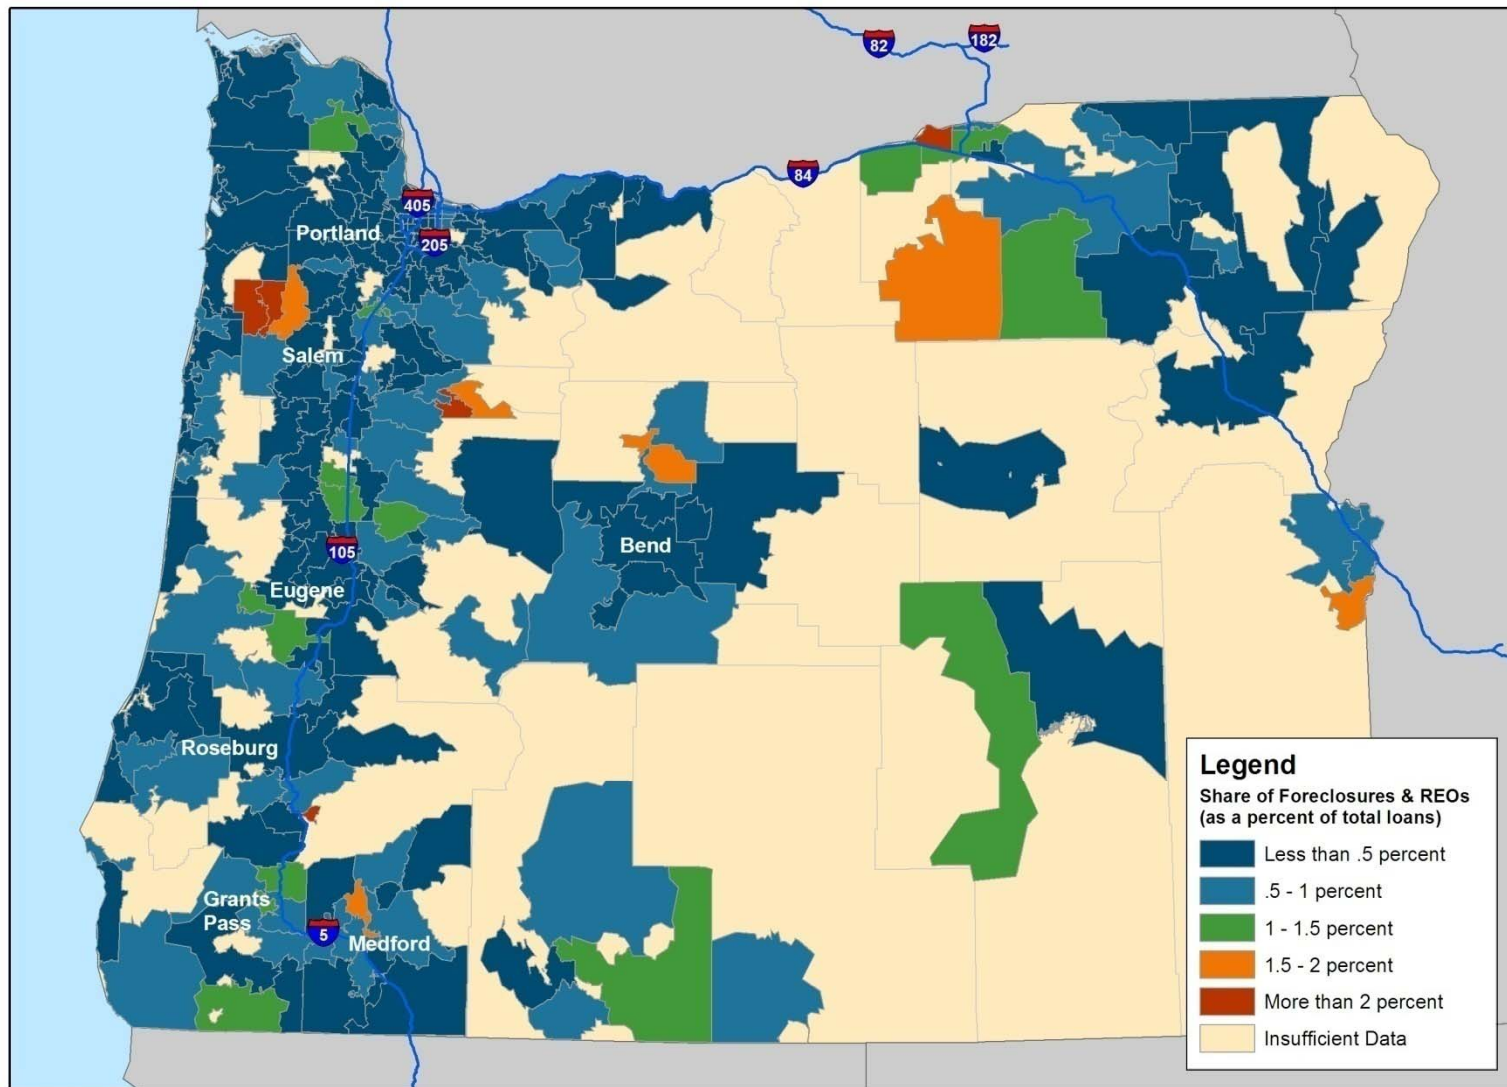 82
182
84
405
Portland
205
Salem
Bend
105
Eugene
Roseburg
Grants
Pass
5
Medford
Legend
Share of Foreclosures & REOs
(as a percent of total loans)
Less than .5 percent
.5 - 1 percent
1 - 1.5 percent
1.5 - 2 percent
More than 2 percent
Insufficient Data